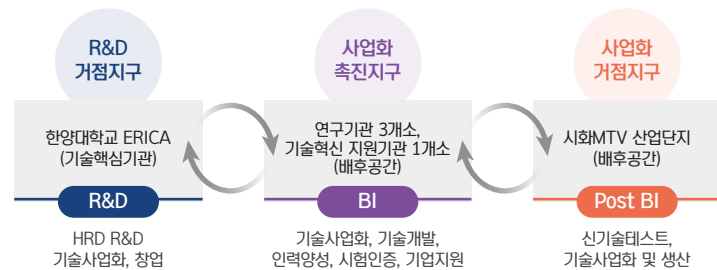 R&D
거점지구
한양대학교 ERICA
(기술핵심기관)
R&D
HRD R&D
기술사업화, 창업
사업화
촉진지구
연구기관 3개소,
기술혁신 지원기관 1개소
(배후공간)
BI
기술사업화, 기술개발,
인력양성, 시험인증, 기업지원
사업화
거점지구
시화MTV 산업단지
(배후공간)
Post BI
신기술테스트,
기술사업화 및 생산